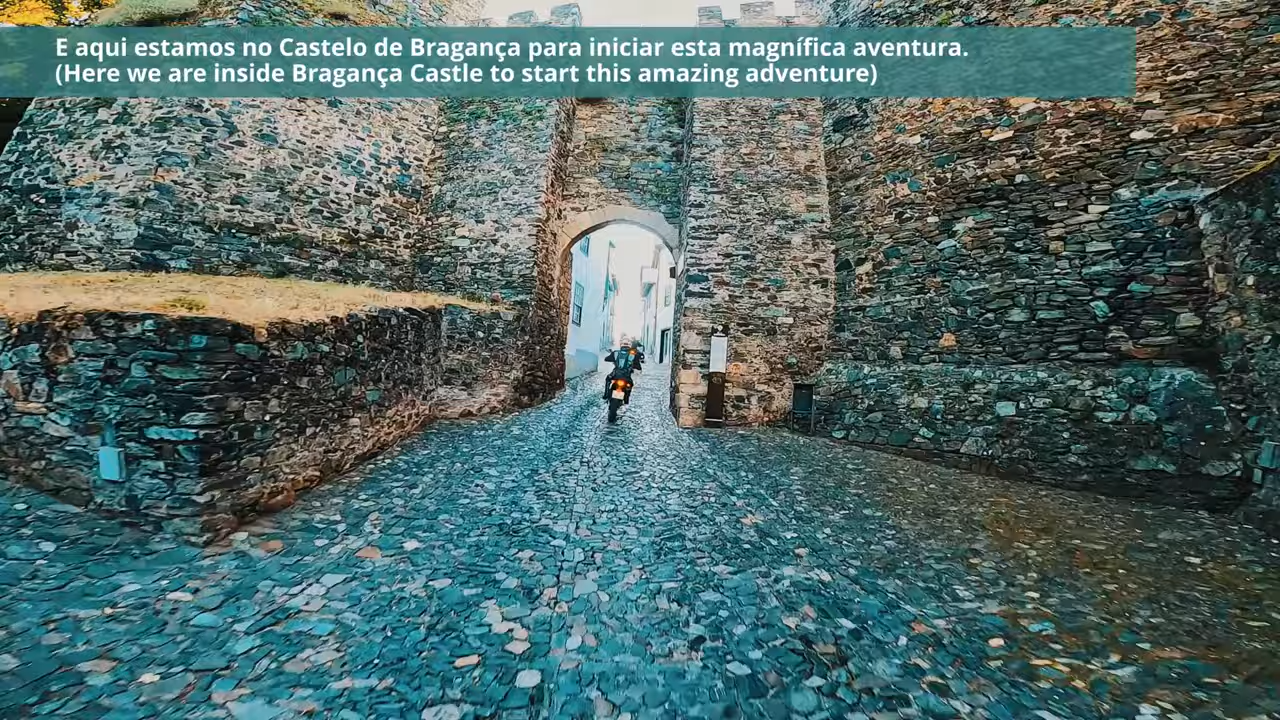 E aqui estamos no Castelo de Bragança para iniciar esta magnífica aventura.
(Here we are inside Bragança Castle to start this amazing adventure)